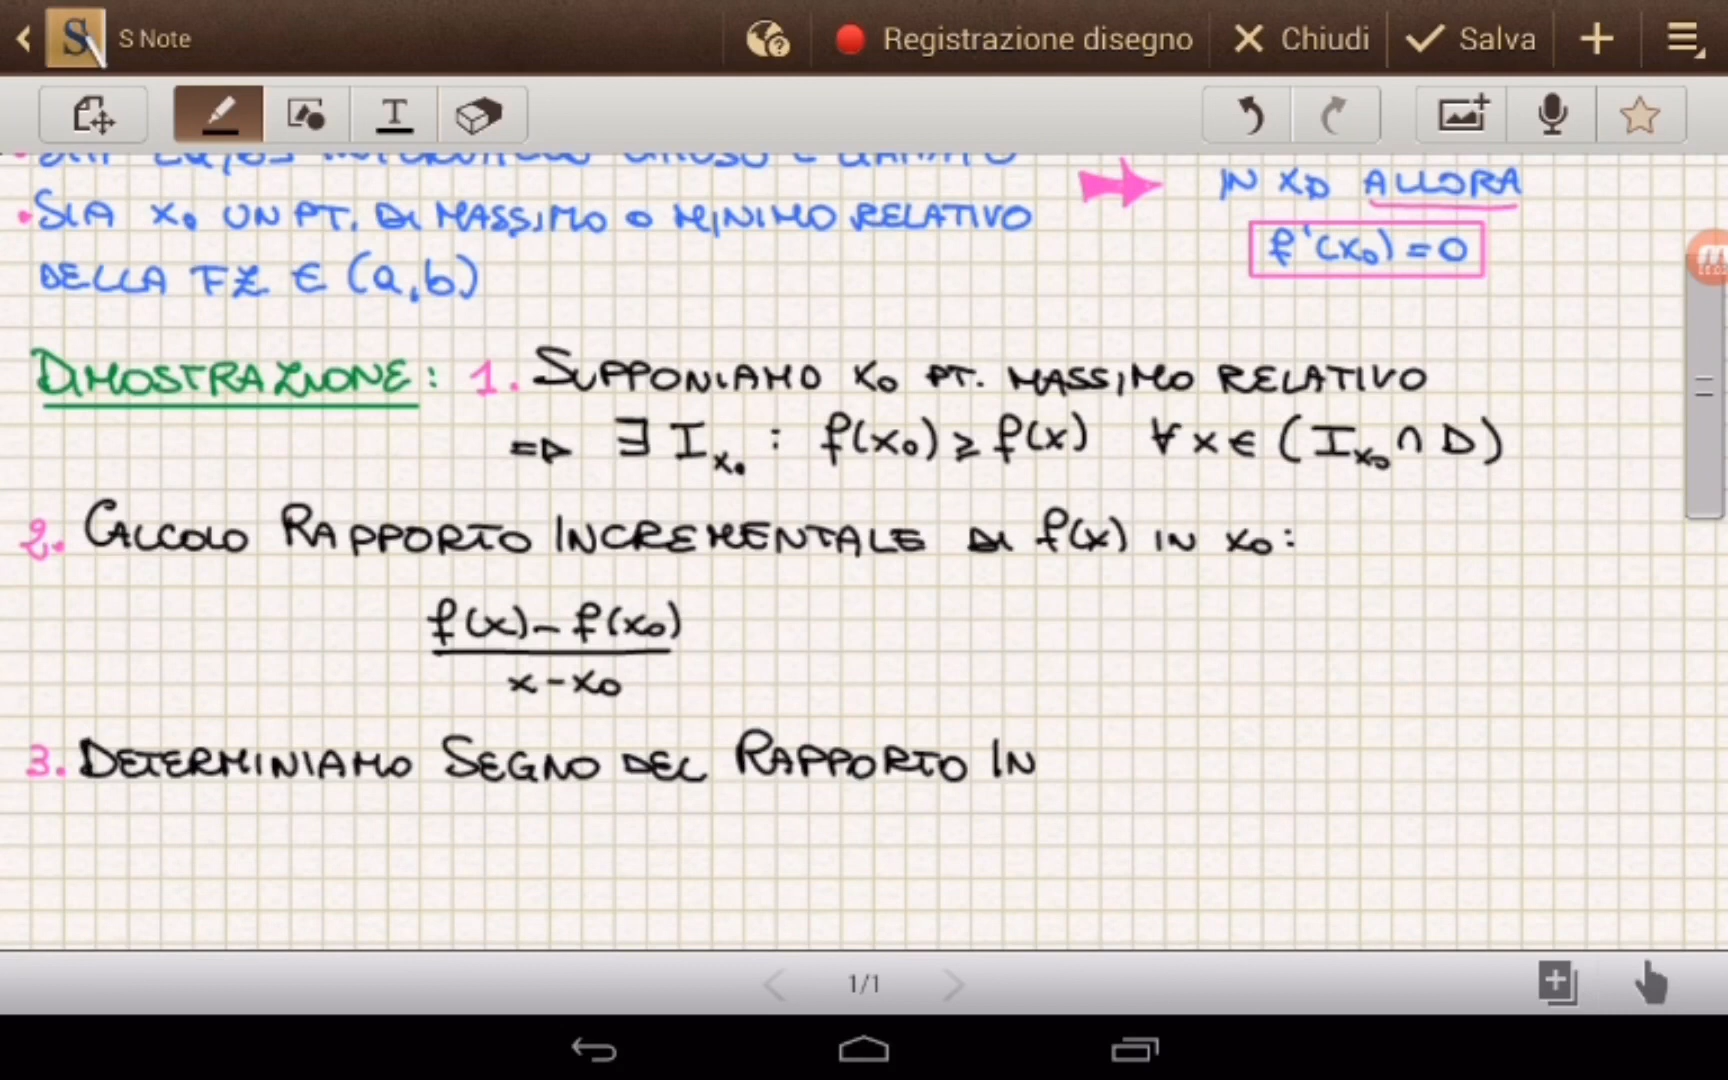 S Note
Registrazione disegno
Chiudi
Salva
IN x0 ALLORA
• SIA x0 UN PT. DI MASSIMO O MINIMO RELATIVO
f'(x0) = 0
DELLA FZ ∈ (a,b)
DIMOSTRAZIONE: 1. SUPPONIAMO x0 PT. MASSIMO RELATIVO
=> ∃ Ix0 : f(x0) ≥ f(x) ∀ x ∈ (Ix0 ∩ D)
2. CALCOLO RAPPORTO INCREMENTALE DI f(x) IN x0:
f(x) - f(x0)
x - x0
3. DETERMINIAMO SEGNO DEL RAPPORTO IN
1/1